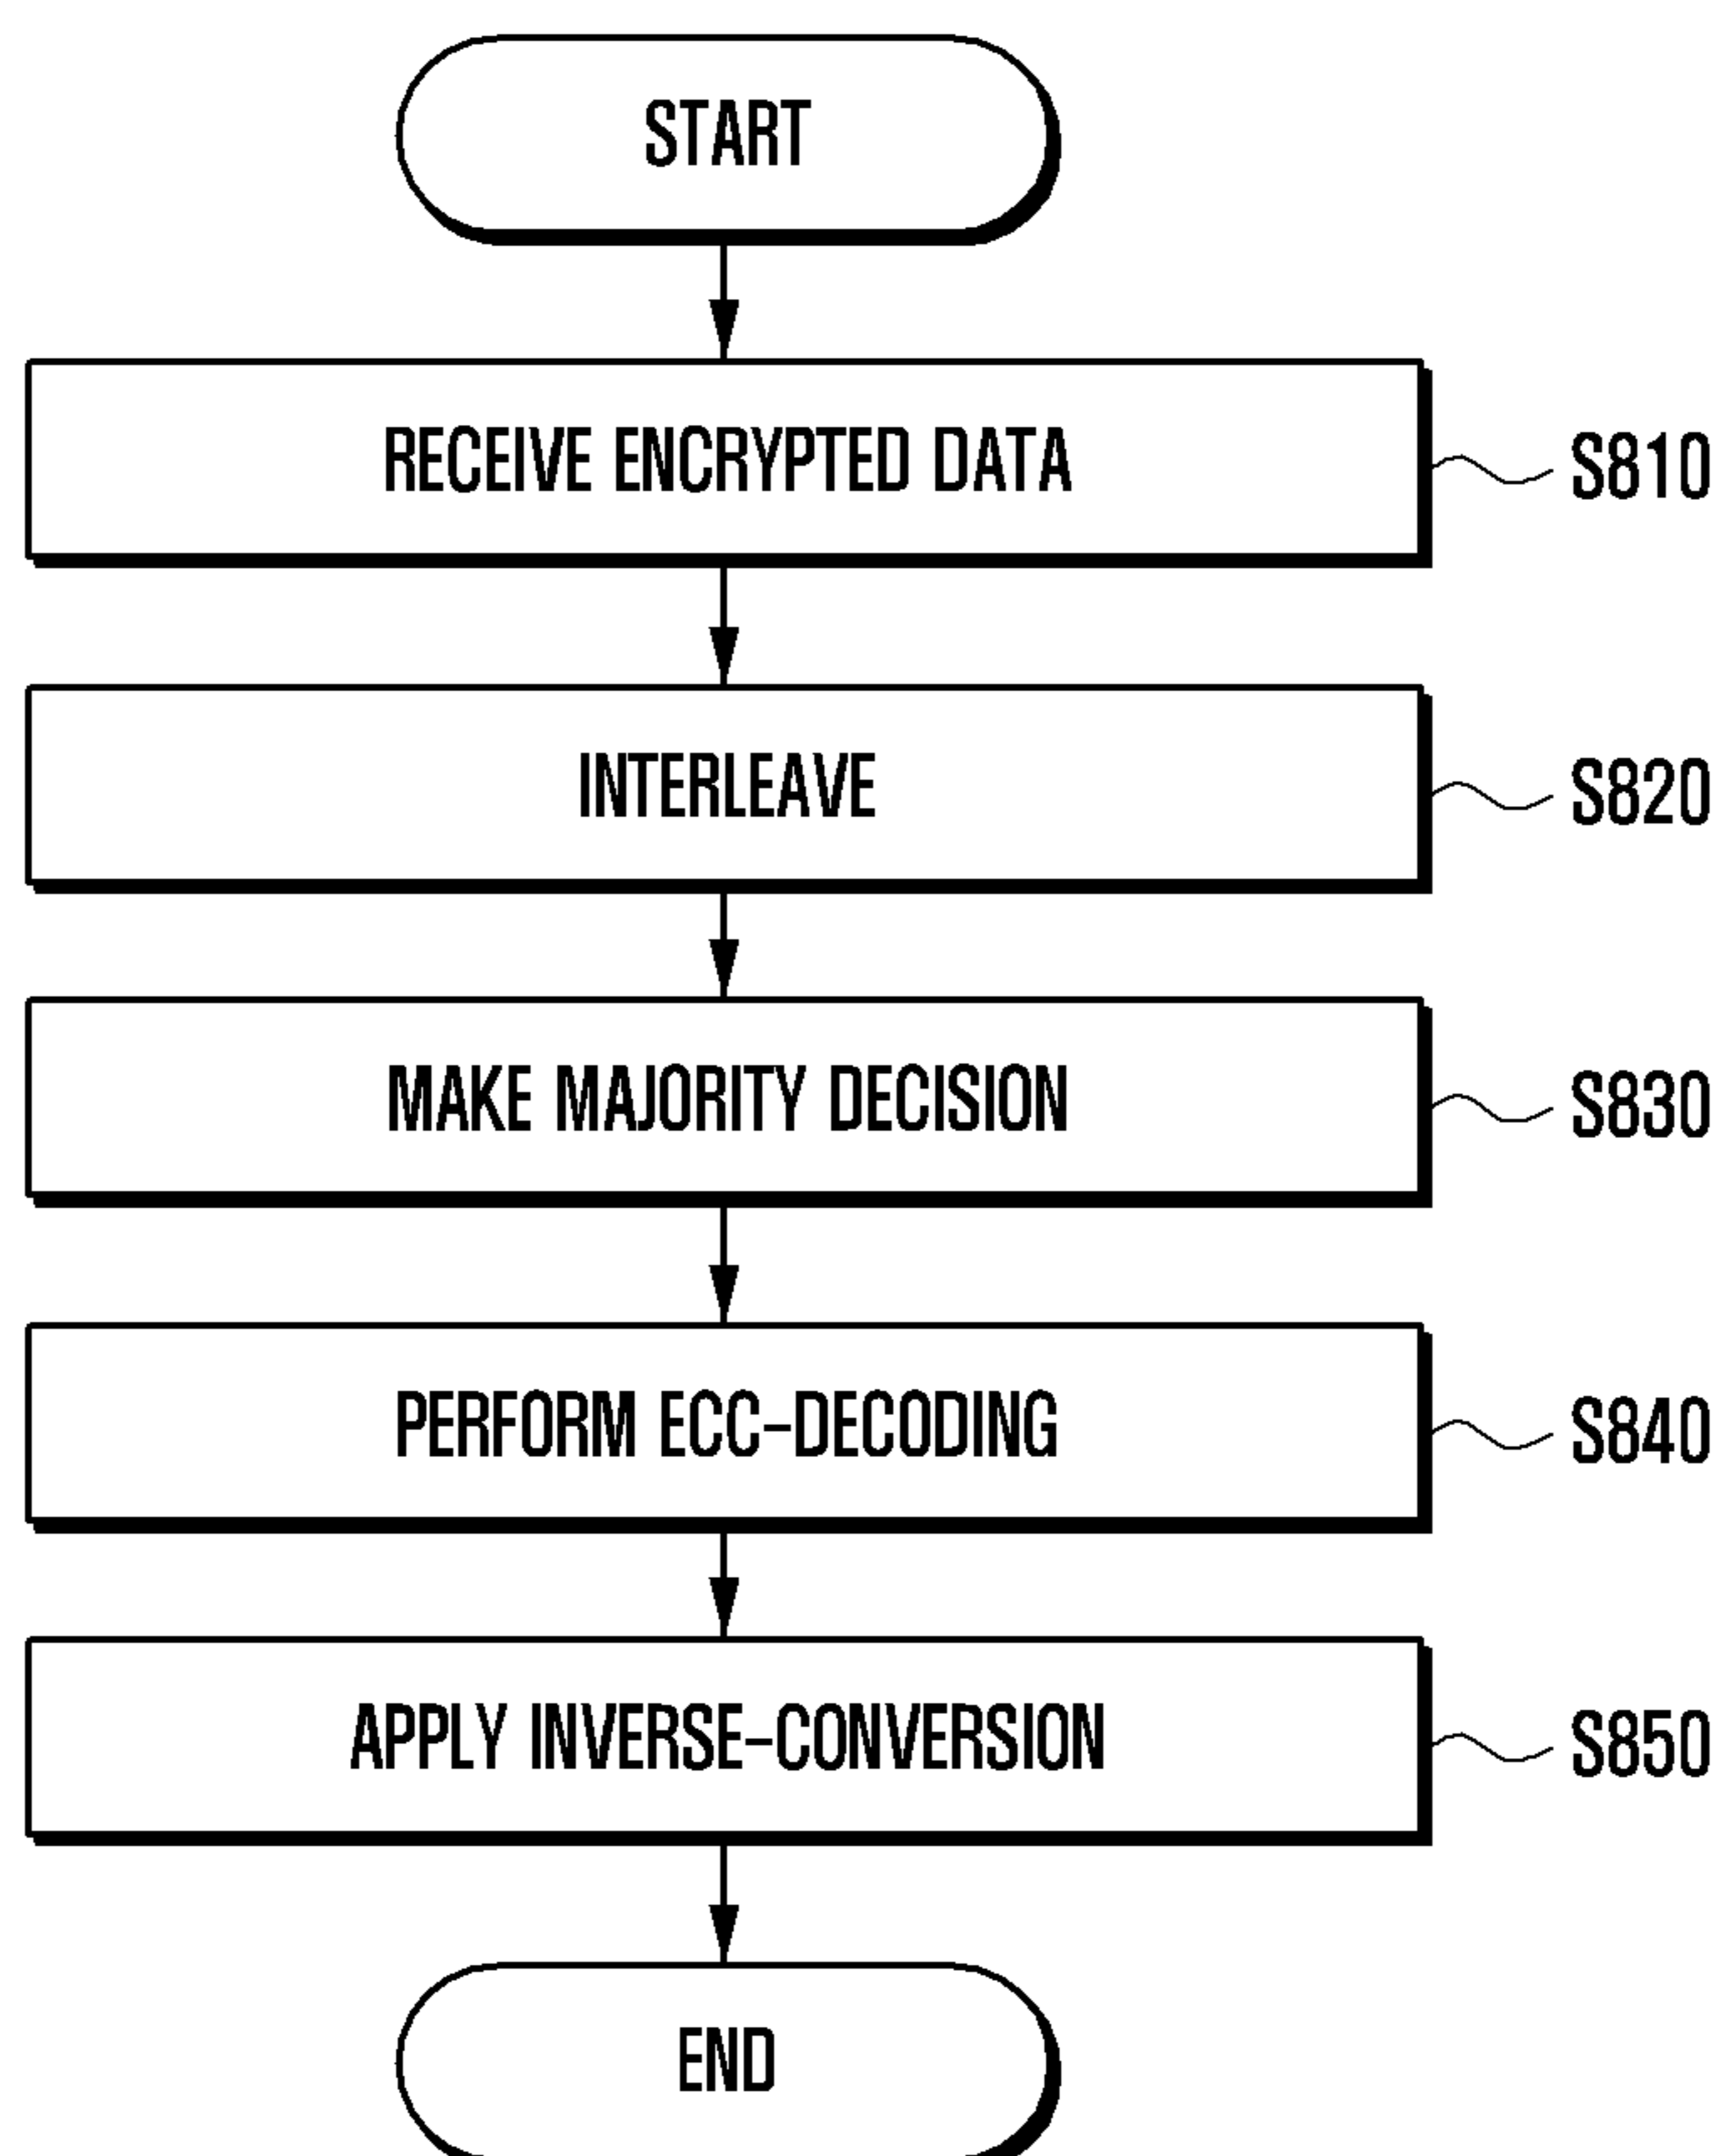 START
RECEIVE ENCRYPTED DATA
S810
INTERLEAVE
S820
MAKE MAJORITY DECISION
S830
PERFORM ECC-DECODING
S840
APPLY INVERSE-CONVERSION
S850
END